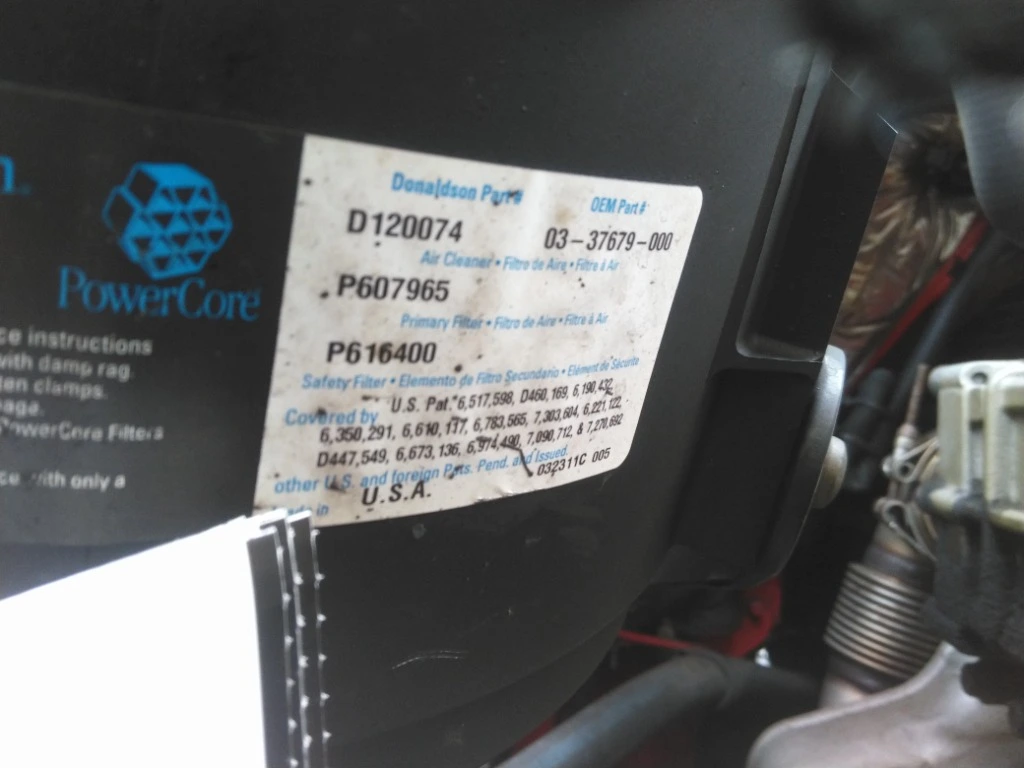 PowerCore®
ce instructions
with damp rag.
ten clamps.
PowerCore Filters
ce with only a
Donaldson Part#
OEM Part#
D120074
03-37679-000
Air Cleaner • Filtro de Aire • Filtre à Air
P607965
Primary Filter • Filtro de Aire • Filtre à Air
P616400
Safety Filter • Elemento de Filtro Secundario • Elément de Sécurité
Covered by U.S. Pat. 6,517,598, D460,169, 6,190,432,
6,350,291, 6,610,117, 6,783,565, 7,303,604, 6,221,122,
D447,549, 6,673,136, 6,974,490, 7,090,712, & 7,270,692
other U.S. and foreign Pats. Pend. and Issued.
in U.S.A.
032311C 005